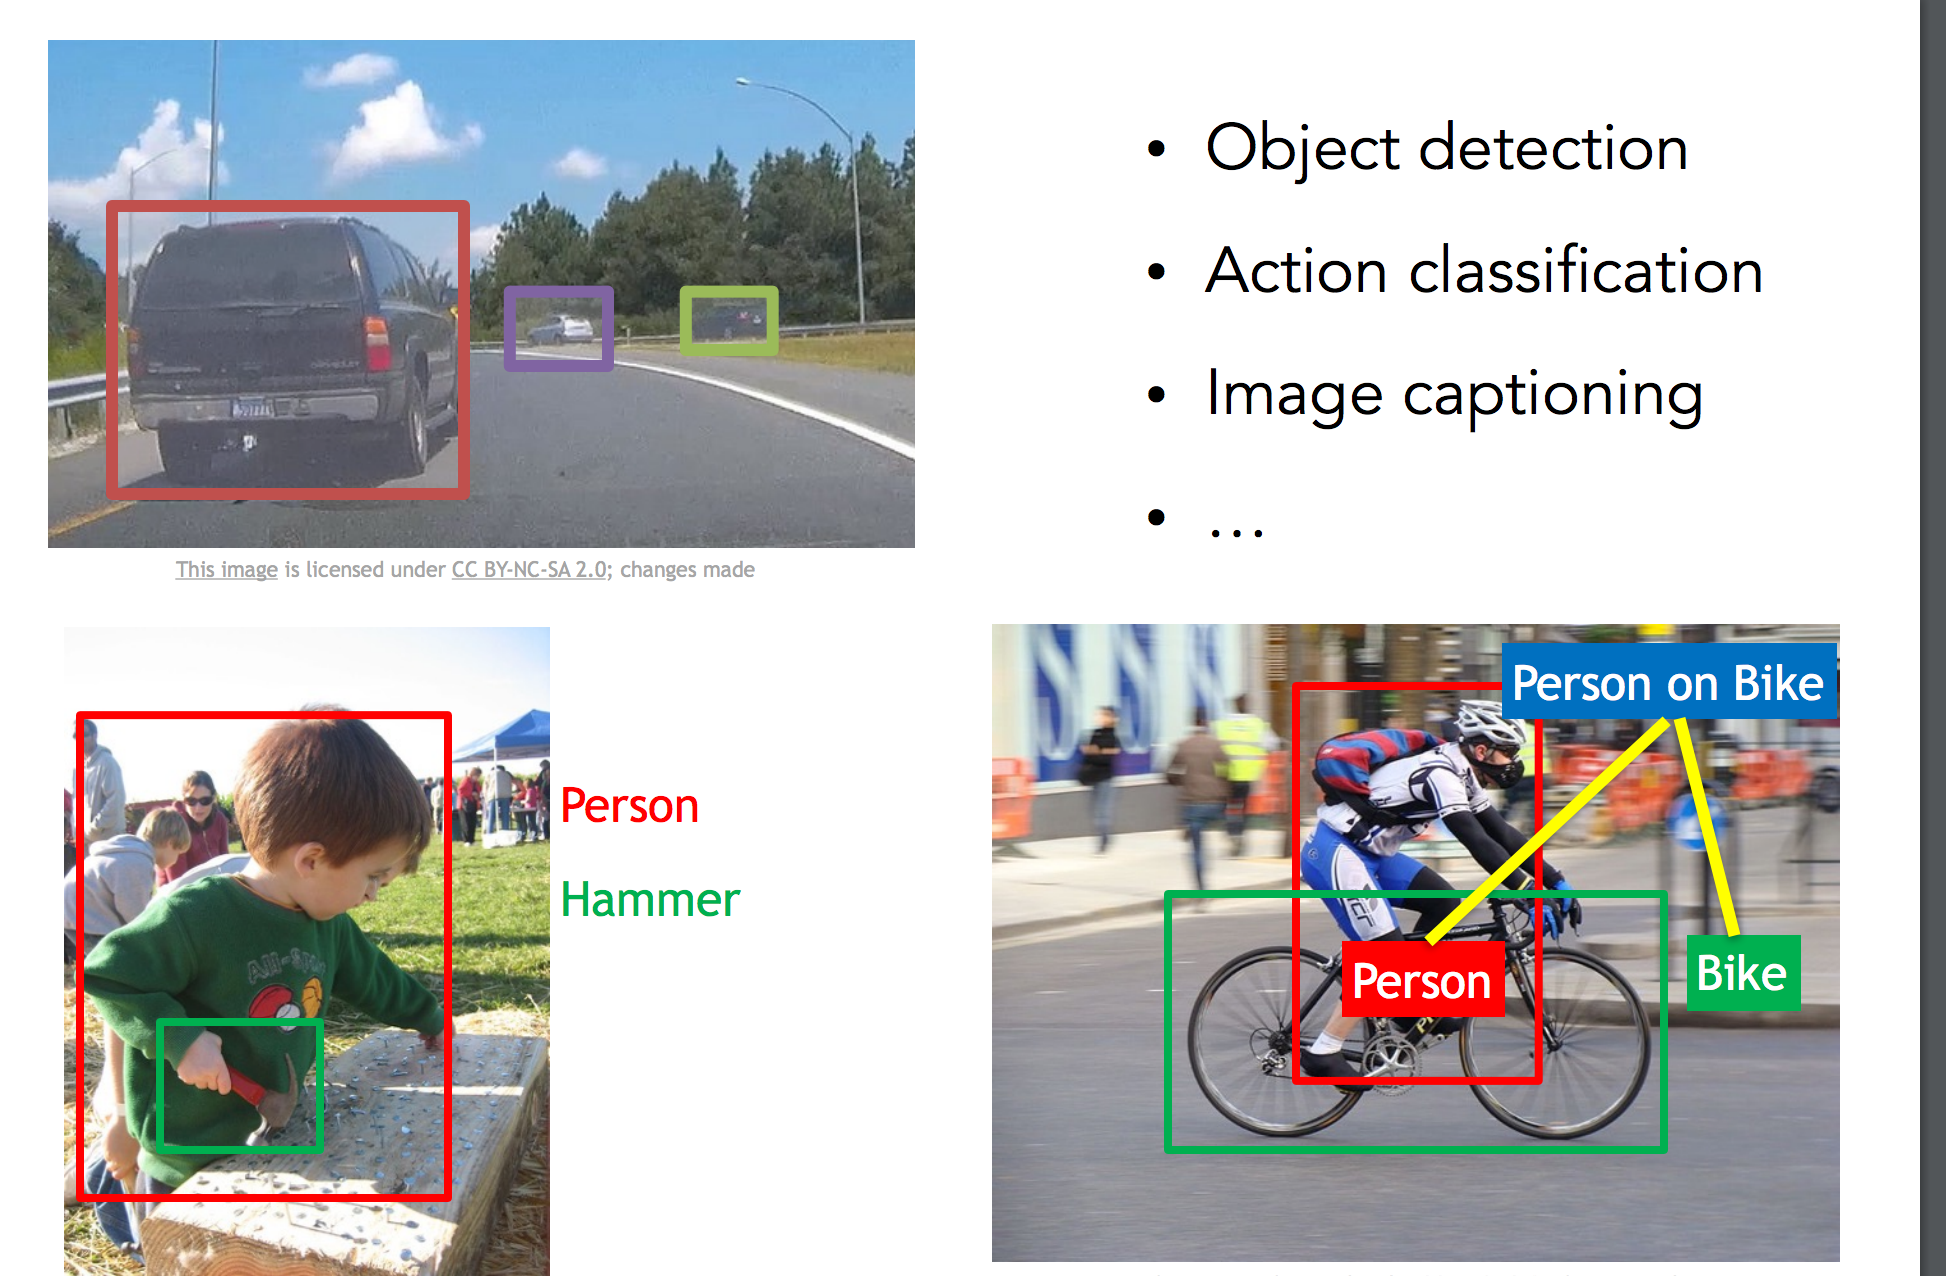 • Object detection
• Action classification
• Image captioning
• ...
This image is licensed under CC BY-NC-SA 2.0; changes made
Person
Hammer
All-S
Person on Bike
Person
Bike